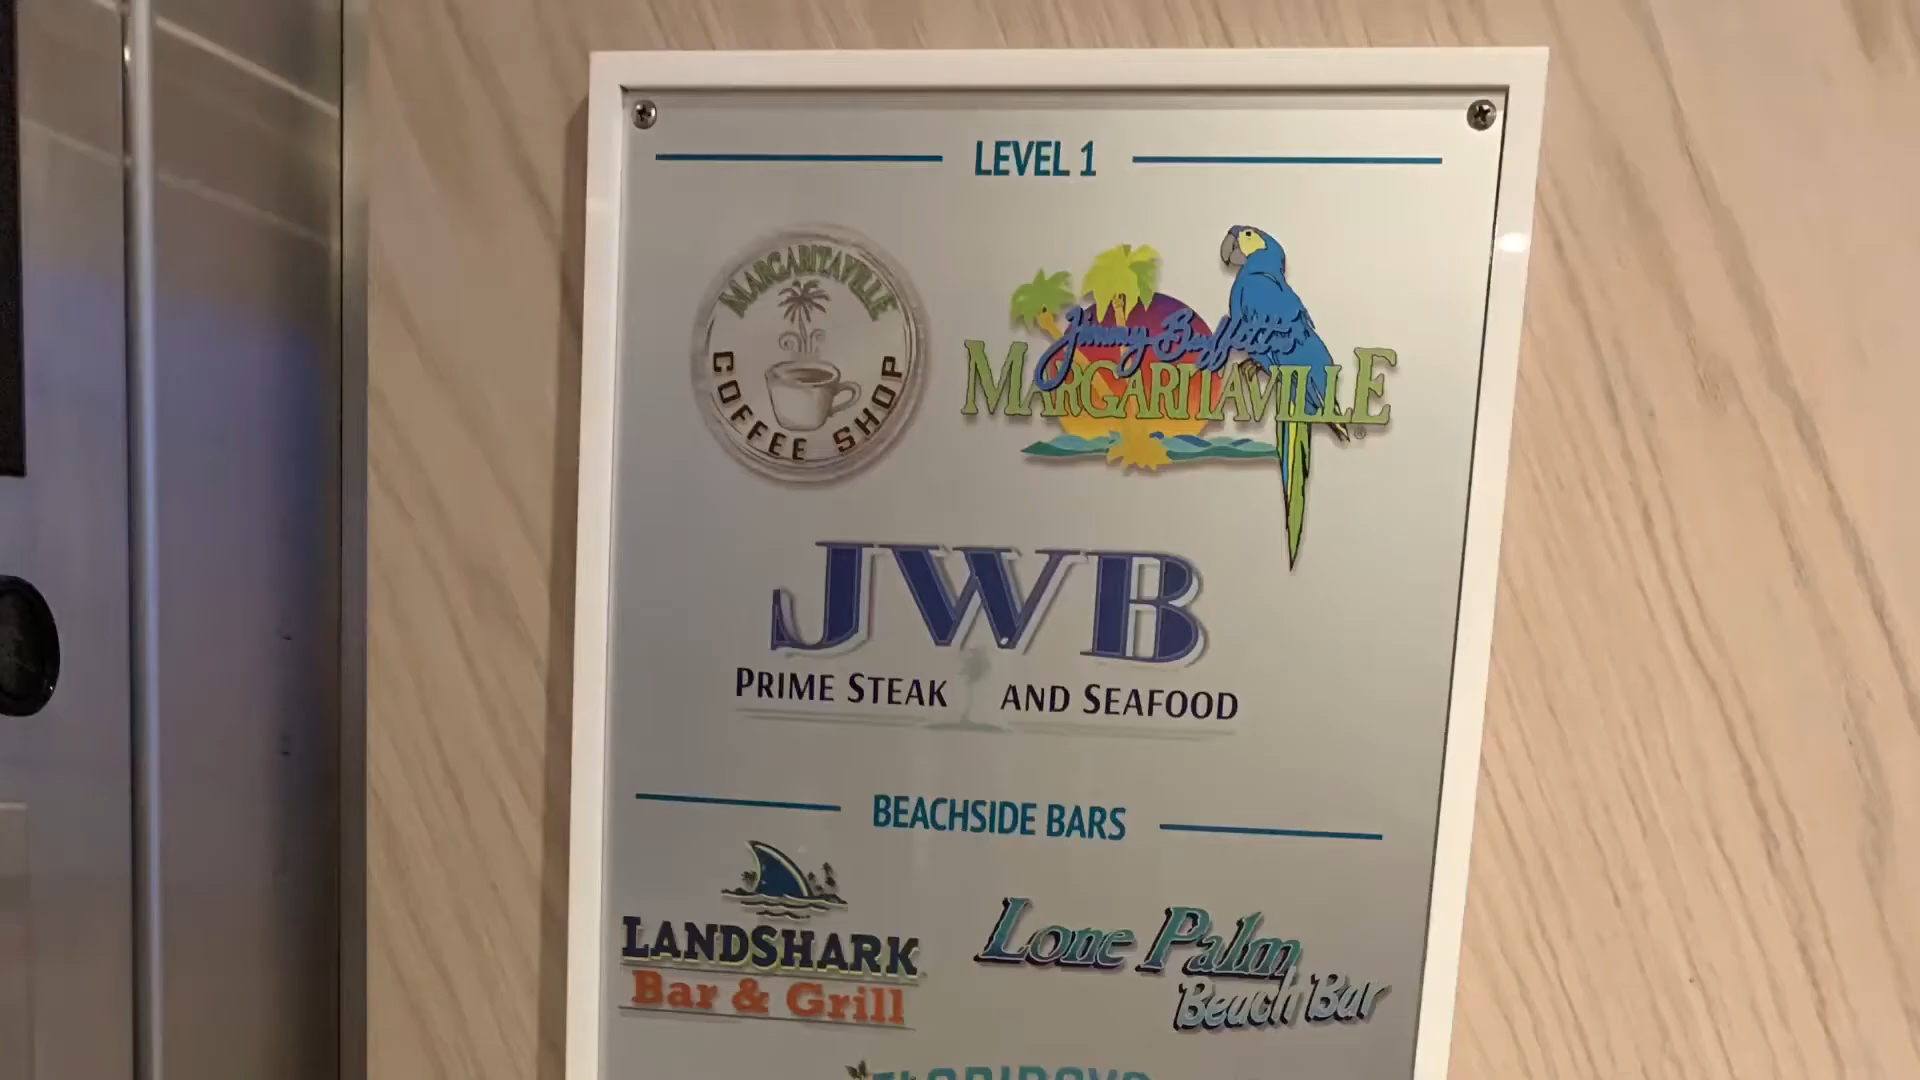 LEVEL 1
MARGARITAVILLE
COFFEE SHOP
Jimmy Buffett's
MARGARITAVILLE
®
JWB
PRIME STEAK AND SEAFOOD
BEACHSIDE BARS
LANDSHARK
Bar & Grill
Lone Palm
Beach Bar